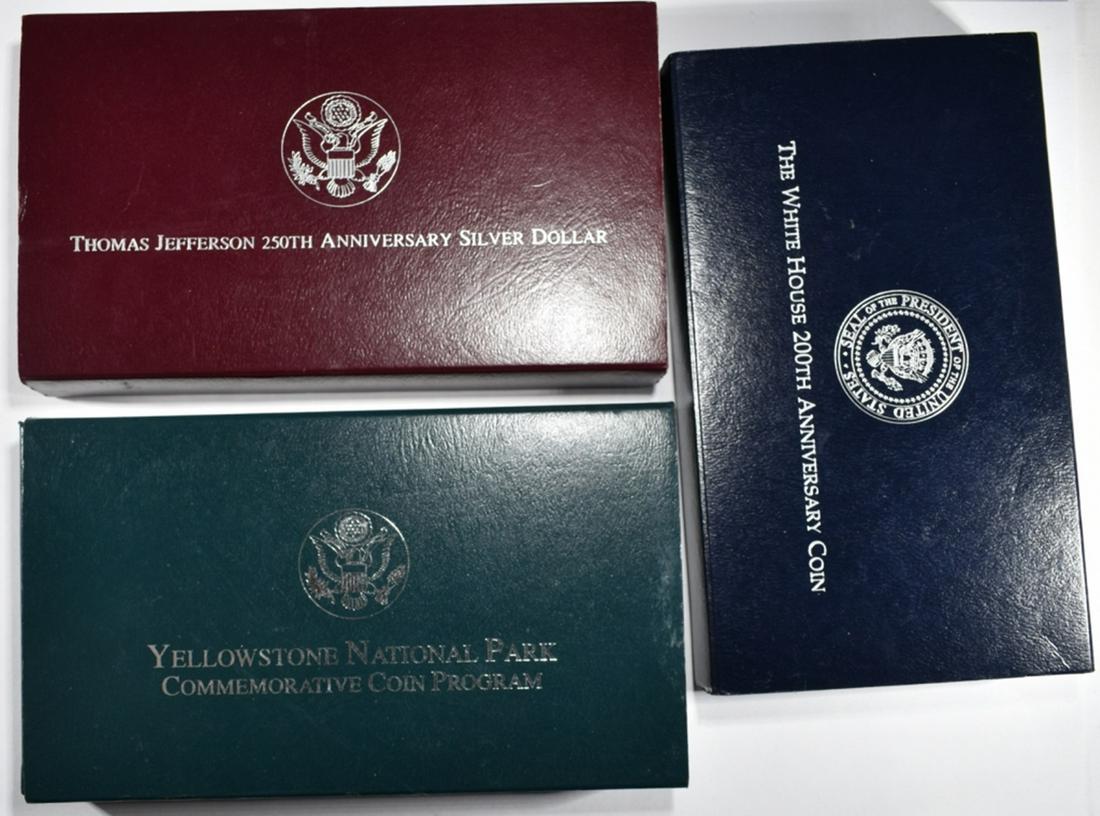 THOMAS JEFFERSON 250TH ANNIVERSARY SILVER DOLLAR
THE WHITE HOUSE 200TH ANNIVERSARY COIN
SEAL OF THE PRESIDENT OF THE UNITED STATES
YELLOWSTONE NATIONAL PARK
COMMEMORATIVE COIN PROGRAM